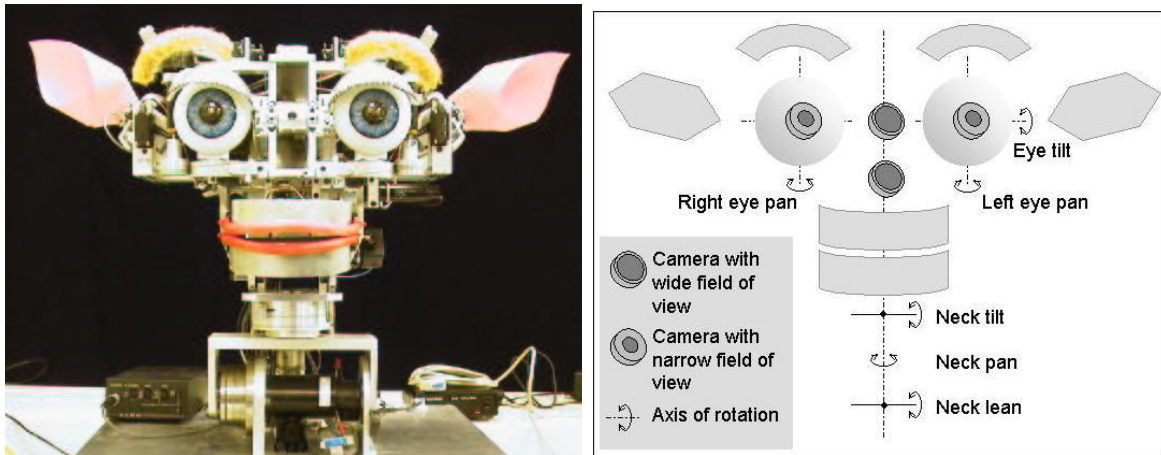 Eye tilt
Right eye pan
Left eye pan
Camera with
wide field of
view
Camera with
narrow field of
view
Axis of rotation
Neck tilt
Neck pan
Neck lean